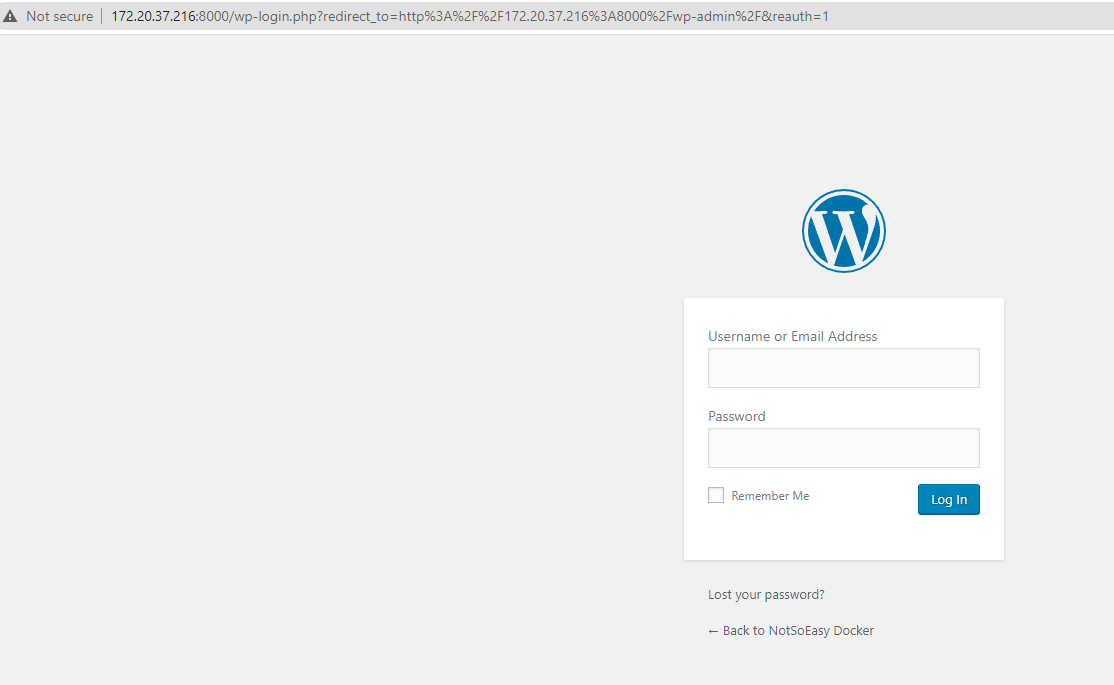 Not secure | 172.20.37.216:8000/wp-login.php?redirect_to=http%3A%2F%2F172.20.37.216%3A8000%2Fwp-admin%2F&reauth=1
W
Username or Email Address
Password
Remember Me
Log In
Lost your password?
← Back to NotSoEasy Docker